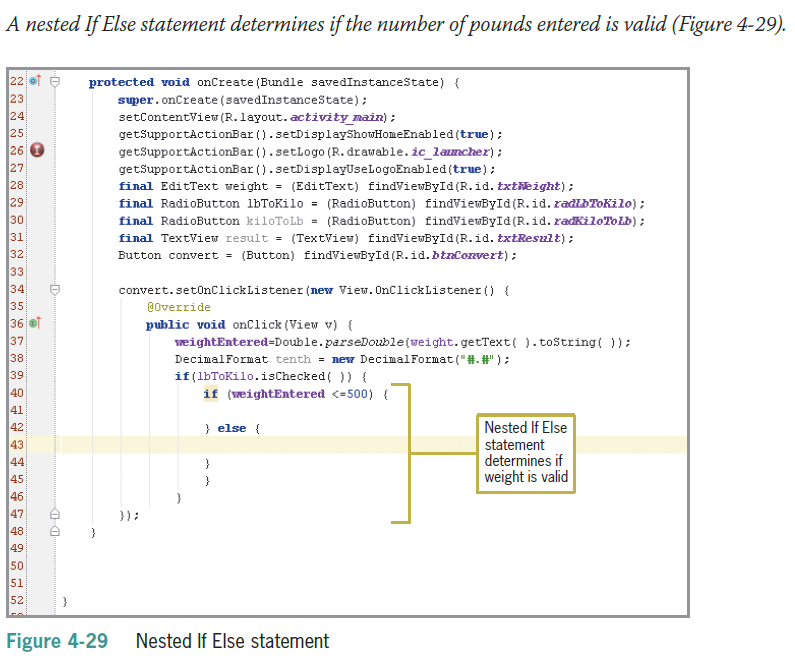 A nested If Else statement determines if the number of pounds entered is valid (Figure 4-29).
22 protected void onCreate(Bundle savedInstanceState) {
23 super.onCreate(savedInstanceState);
24 setContentView(R.layout.activity_main);
25 getSupportActionBar().setDisplayShowHomeEnabled(true);
26 getSupportActionBar().setLogo(R.drawable.ic_launcher);
27 getSupportActionBar().setDisplayUseLogoEnabled(true);
28 final EditText weight = (EditText) findViewById(R.id.txtWeight);
29 final RadioButton lbToKilo = (RadioButton) findViewById(R.id.radLbToKilo);
30 final RadioButton kiloToLb = (RadioButton) findViewById(R.id.radKiloToLb);
31 final TextView result = (TextView) findViewById(R.id.txtResult);
32 Button convert = (Button) findViewById(R.id.btnConvert);
33
34 convert.setOnClickListener(new View.OnClickListener() {
35 @Override
36 public void onClick(View v) {
37 weightEntered=Double.parseDouble(weight.getText( ).toString( ));
38 DecimalFormat tenth = new DecimalFormat("#.#");
39 if(lbToKilo.isChecked( )) {
40 if (weightEntered <=500) {
41
42 } else {
43
44 }
45 }
46 }
47 });
48 }
49
50
51
52 }
Nested If Else
statement
determines if
weight is valid
Figure 4-29 Nested If Else statement